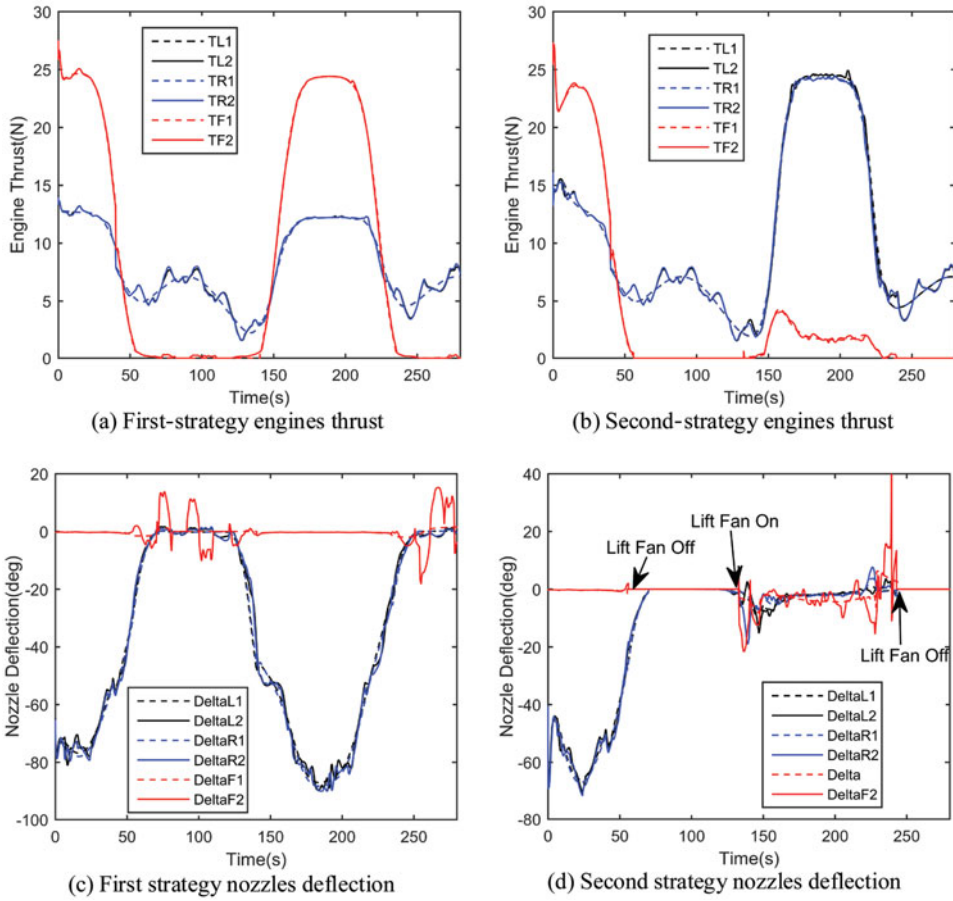 30
25
20
15
10
5
0
Engine Thrust(N)
TL1
TL2
TR1
TR2
TF1
TF2
0 50 100 150 200 250
Time(s)
(a) First-strategy engines thrust
30
25
20
15
10
5
0
Engine Thrust(N)
TL1
TL2
TR1
TR2
TF1
TF2
0 50 100 150 200 250
Time(s)
(b) Second-strategy engines thrust
20
0
-20
-40
-60
-80
-100
Nozzle Deflection(deg)
DeltaL1
DeltaL2
DeltaR1
DeltaR2
DeltaF1
DeltaF2
0 50 100 150 200 250
Time(s)
(c) First strategy nozzles deflection
40
20
0
-20
-40
-60
-80
Nozzle Deflection(deg)
Lift Fan On
Lift Fan Off
Lift Fan Off
DeltaL1
DeltaL2
DeltaR1
DeltaR2
Delta
DeltaF2
0 50 100 150 200 250
Time(s)
(d) Second strategy nozzles deflection